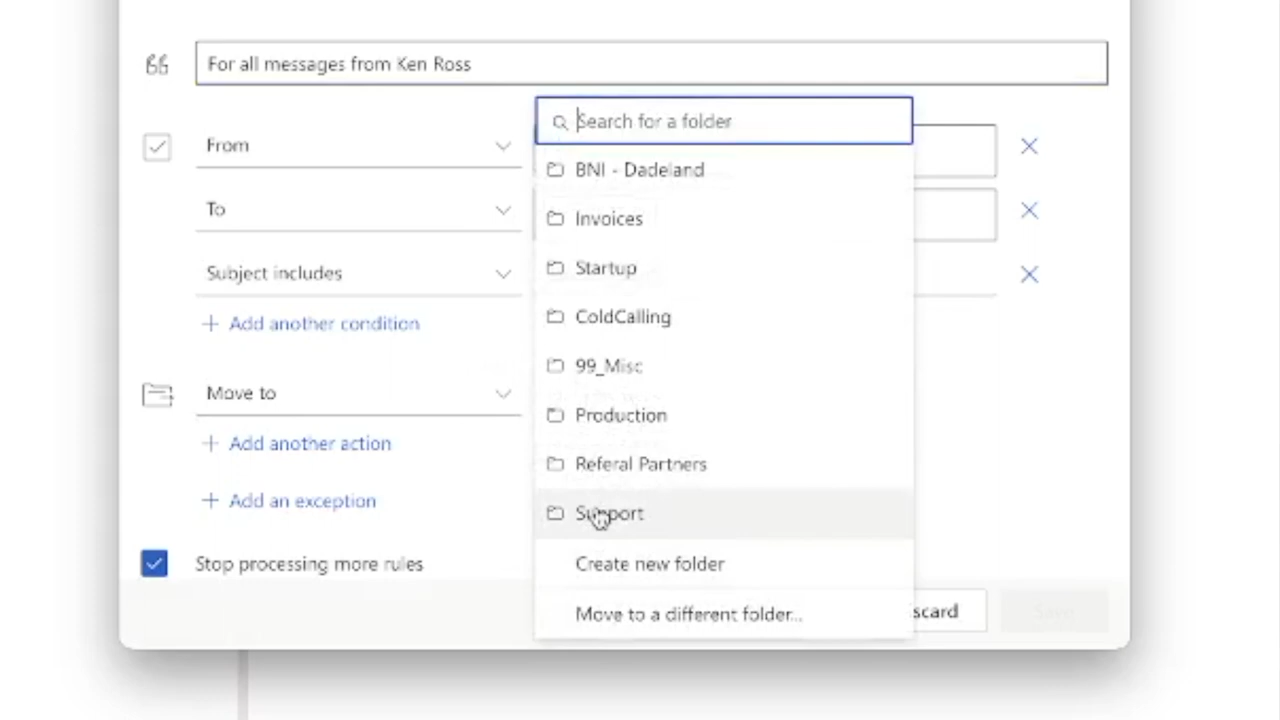 For all messages from Ken Ross
Search for a folder
From
BNI - Dadeland
To
Invoices
Subject includes
Startup
Add another condition
ColdCalling
99_Misc
Move to
Production
Add another action
Referal Partners
Add an exception
Support
Stop processing more rules
Create new folder
Move to a different folder...
scard